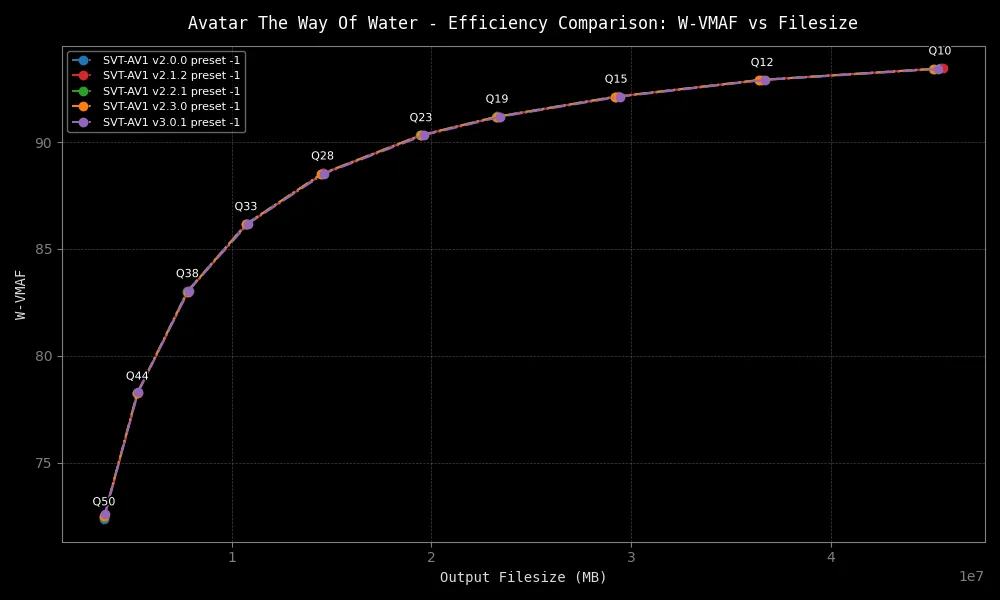 Avatar The Way Of Water - Efficiency Comparison: W-VMAF vs Filesize
SVT-AV1 v2.0.0 preset -1
SVT-AV1 v2.1.2 preset -1
SVT-AV1 v2.2.1 preset -1
SVT-AV1 v2.3.0 preset -1
SVT-AV1 v3.0.1 preset -1
Q10
Q12
Q15
Q19
Q23
Q28
Q33
Q38
Q44
Q50
90
85
80
75
W-VMAF
1
2
3
4
1e7
Output Filesize (MB)